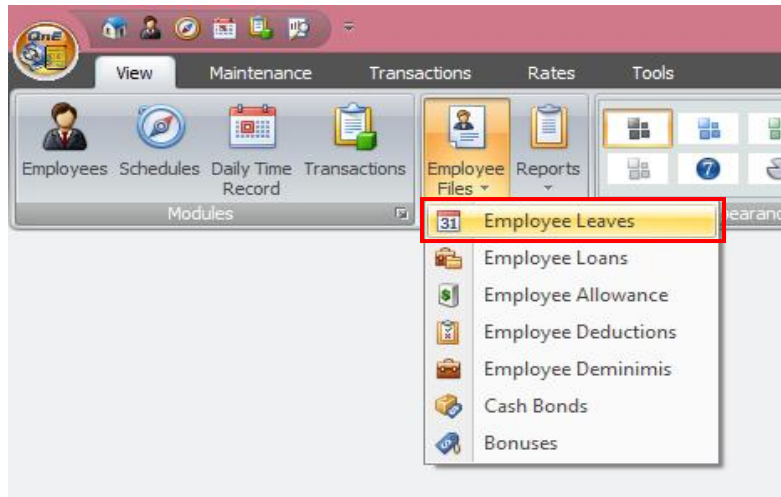 QnE
View Maintenance Transactions Rates Tools
Employees Schedules Daily Time Record Transactions Employee Files Reports
Modules
31 Employee Leaves
Employee Loans
Employee Allowance
Employee Deductions
Employee Deminimis
Cash Bonds
Bonuses